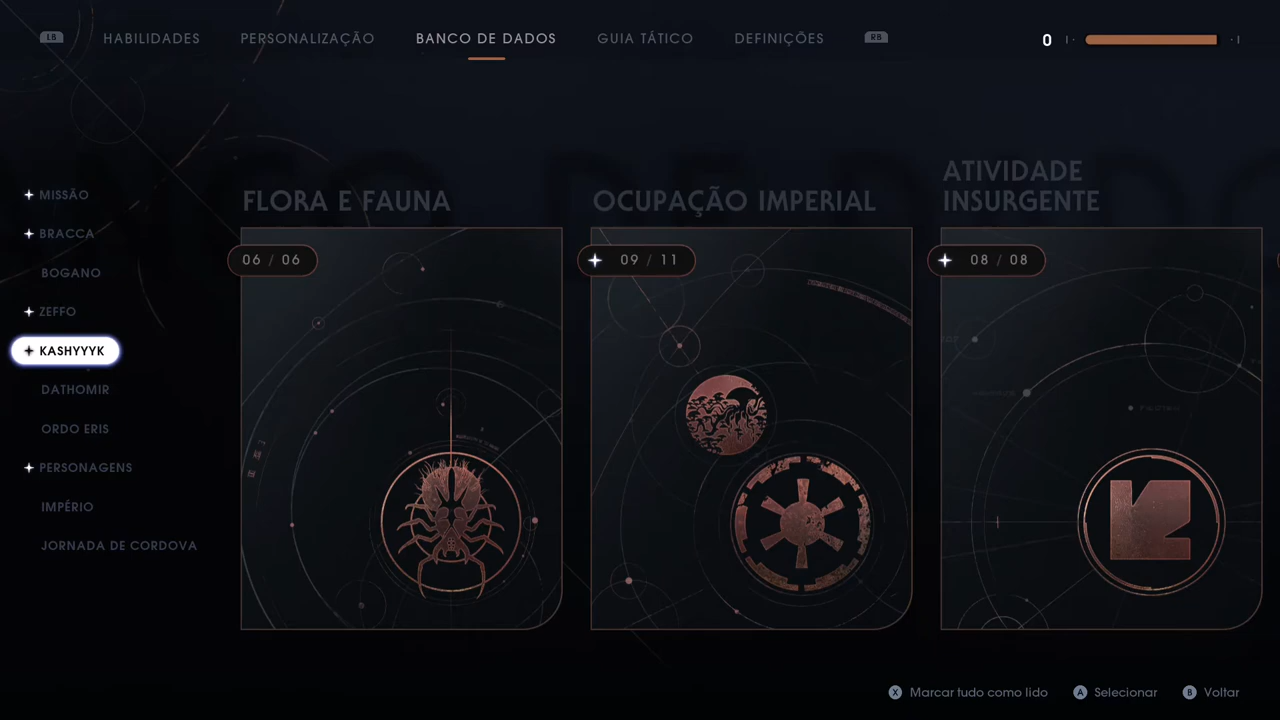 LB HABILIDADES PERSONALIZAÇÃO BANCO DE DADOS GUIA TÁTICO DEFINIÇÕES RB 0
MISSÃO
BRACCA
BOGANO
ZEFFO
KASHYYYK
DATHOMIR
ORDO ERIS
PERSONAGENS
IMPÉRIO
JORNADA DE CORDOVA
FLORA E FAUNA
06 / 06
OCUPAÇÃO IMPERIAL
09 / 11
ATIVIDADE
INSURGENTE
08 / 08
X Marcar tudo como lido A Selecionar B Voltar